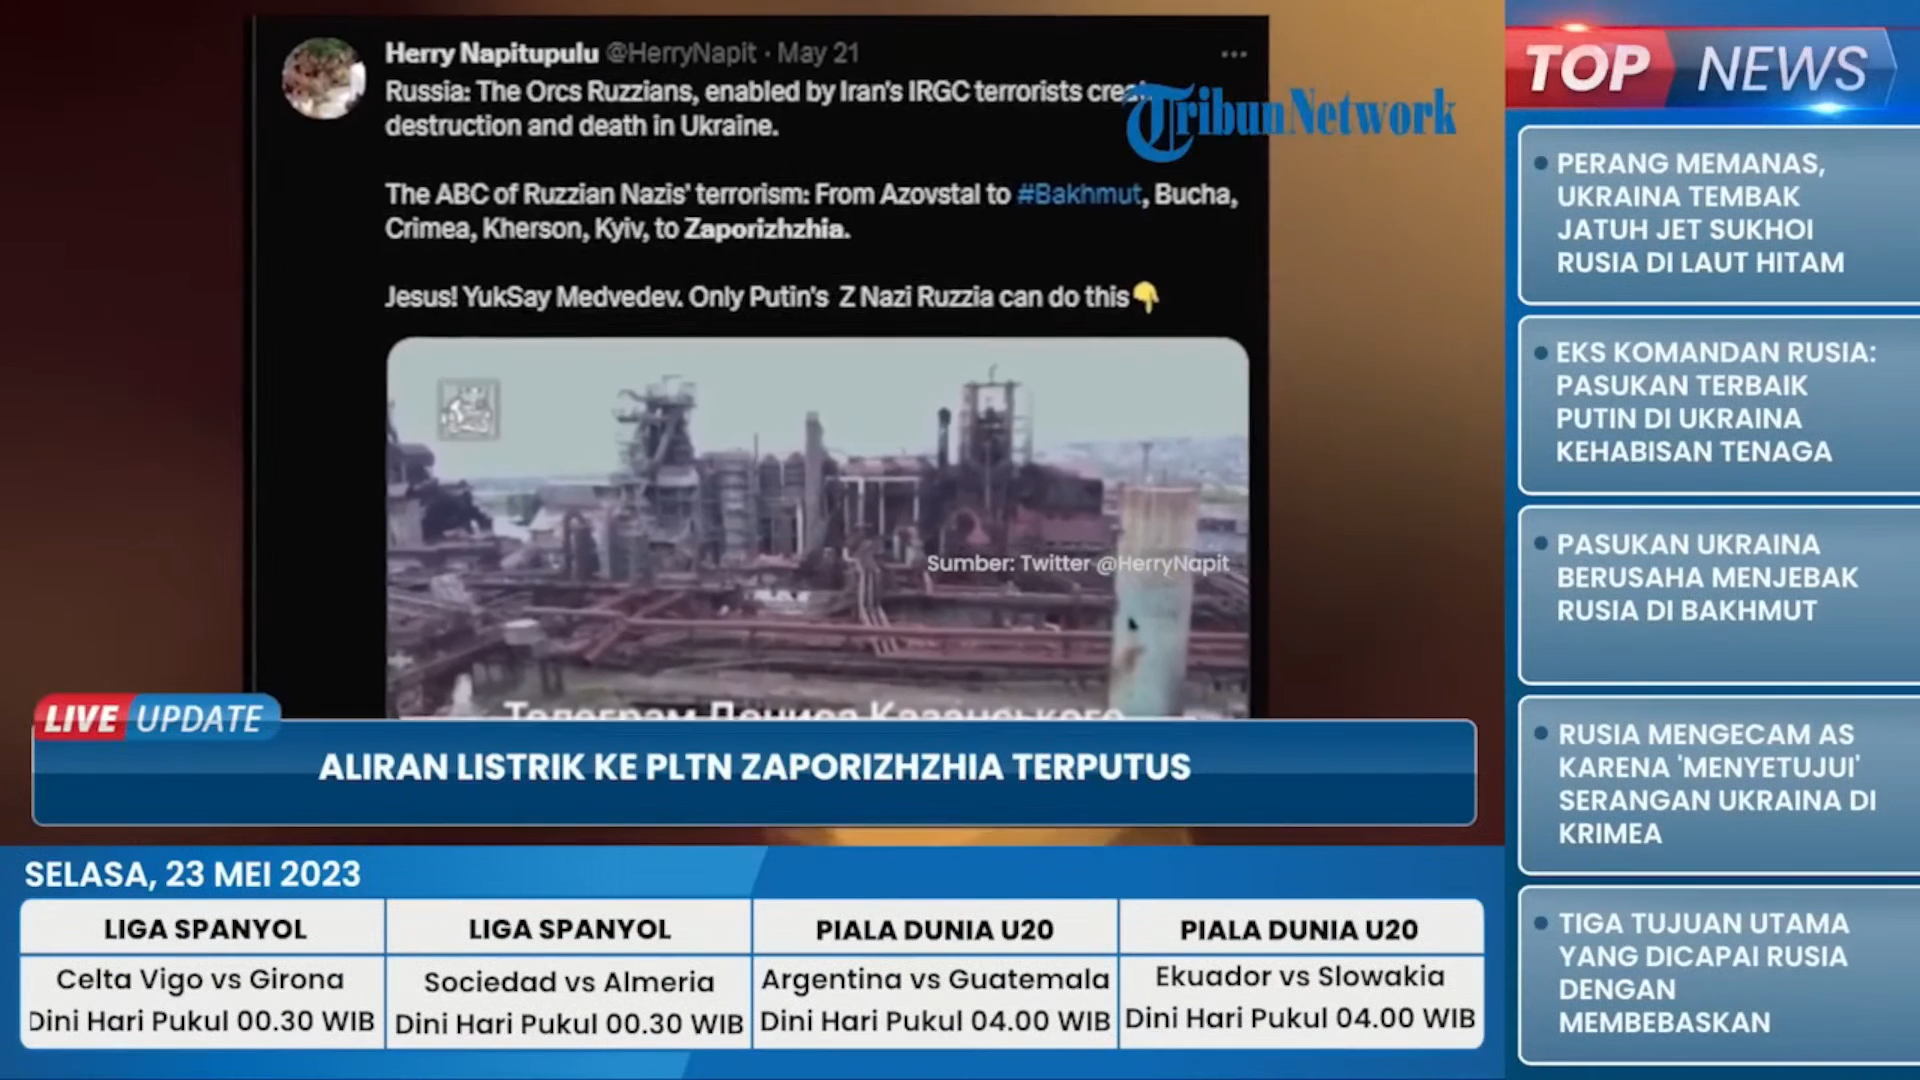 Herry Napitupulu @HerryNapit · May 21
Russia: The Orcs Ruzzians, enabled by Iran's IRGC terrorists
destruction and death in Ukraine.
The ABC of Ruzzian Nazis' terrorism: From Azovstal to #Bakhmut, Bucha,
Crimea, Kherson, Kyiv, to Zaporizhzhia.
Jesus! YukSay Medvedev. Only Putin's Z Nazi Ruzzia can do this👇
TribunNetwork
Sumber: Twitter @HerryNapit
Телеграм Дениса Казанського
LIVE UPDATE
ALIRAN LISTRIK KE PLTN ZAPORIZHZHIA TERPUTUS
SELASA, 23 MEI 2023
LIGA SPANYOL
Celta Vigo vs Girona
Dini Hari Pukul 00.30 WIB
LIGA SPANYOL
Sociedad vs Almeria
Dini Hari Pukul 00.30 WIB
PIALA DUNIA U20
Argentina vs Guatemala
Dini Hari Pukul 04.00 WIB
PIALA DUNIA U20
Ekuador vs Slowakia
Dini Hari Pukul 04.00 WIB
TOP NEWS
PERANG MEMANAS,
UKRAINA TEMBAK
JATUH JET SUKHOI
RUSIA DI LAUT HITAM
EKS KOMANDAN RUSIA:
PASUKAN TERBAIK
PUTIN DI UKRAINA
KEHABISAN TENAGA
PASUKAN UKRAINA
BERUSAHA MENJEBAK
RUSIA DI BAKHMUT
RUSIA MENGECAM AS
KARENA 'MENYETUJUI'
SERANGAN UKRAINA DI
KRIMEA
TIGA TUJUAN UTAMA
YANG DICAPAI RUSIA
DENGAN
MEMBEBASKAN